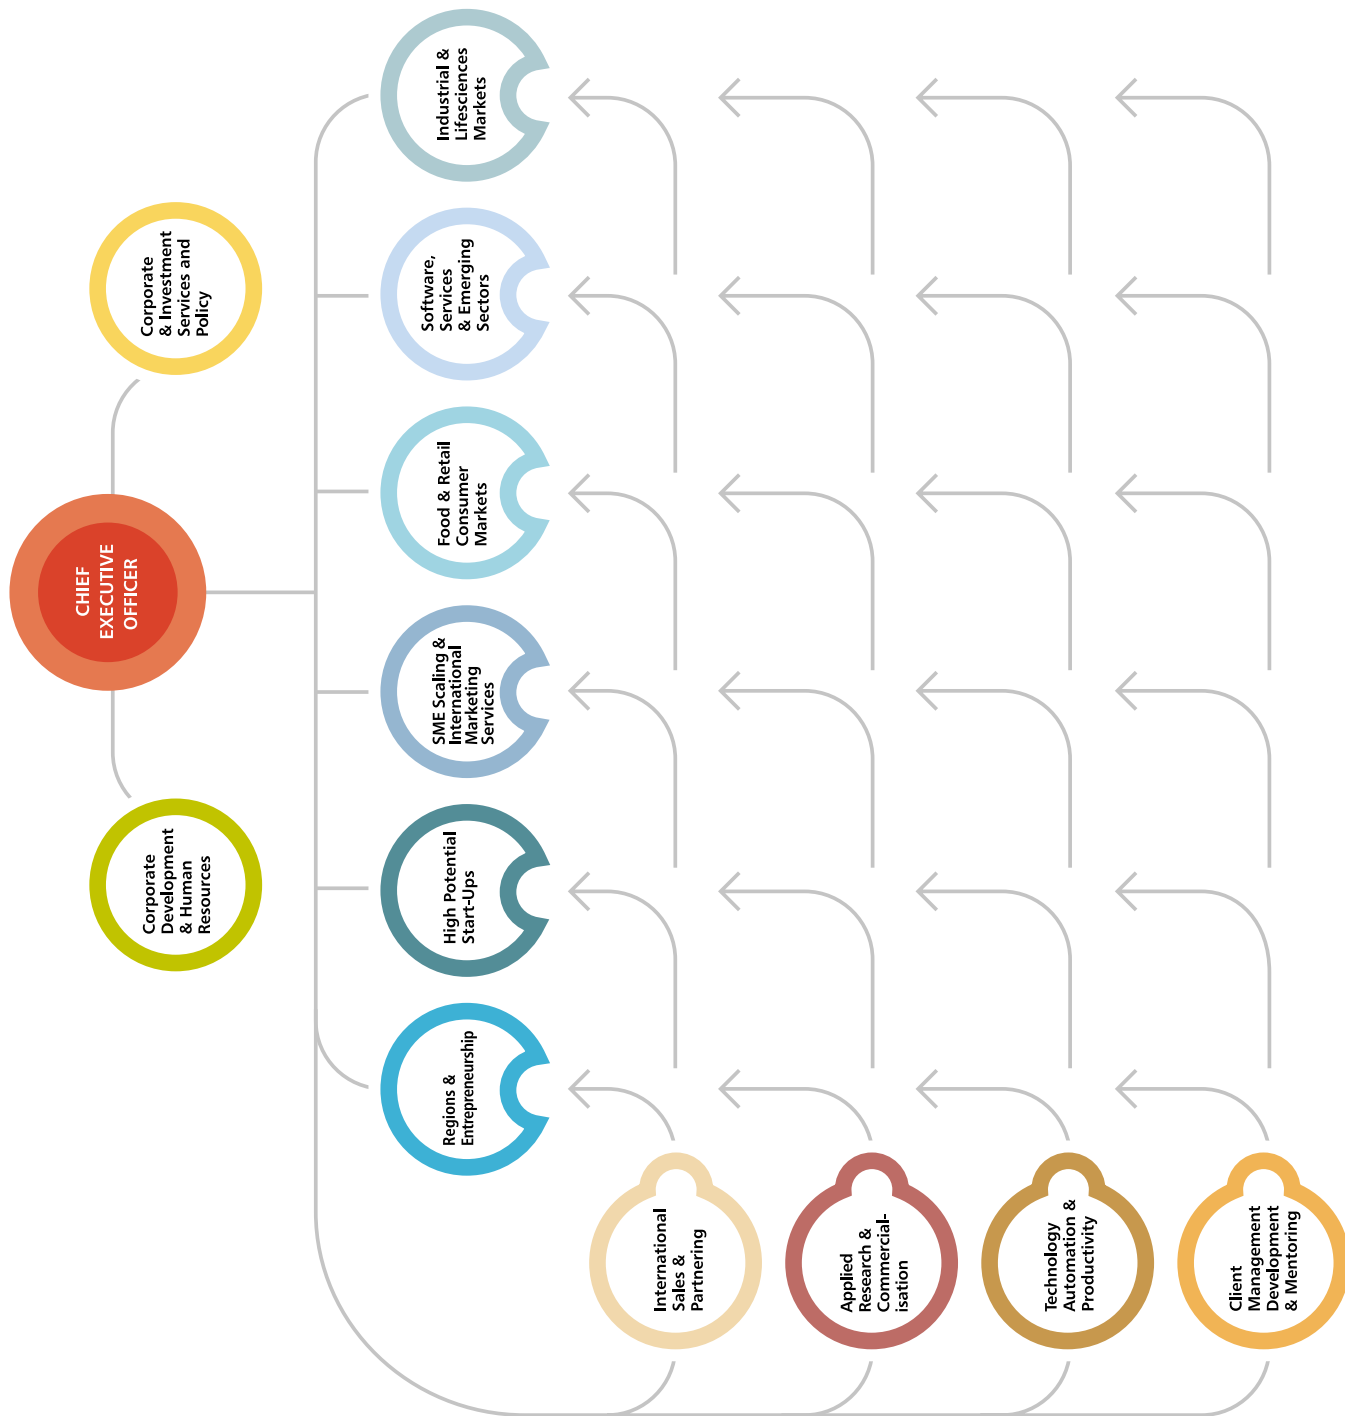 CHIEF
EXECUTIVE
OFFICER
Corporate
Development
& Human
Resources
Corporate
& Investment
Services and
Policy
Regions &
Entrepreneurship
High Potential
Start-Ups
SME Scaling &
International
Marketing
Services
Food & Retail
Consumer
Markets
Software,
Services
& Emerging
Sectors
Industrial &
Lifesciences
Markets
International
Sales &
Partnering
Applied
Research &
Commercial-
isation
Technology
Automation &
Productivity
Client
Management
Development
& Mentoring